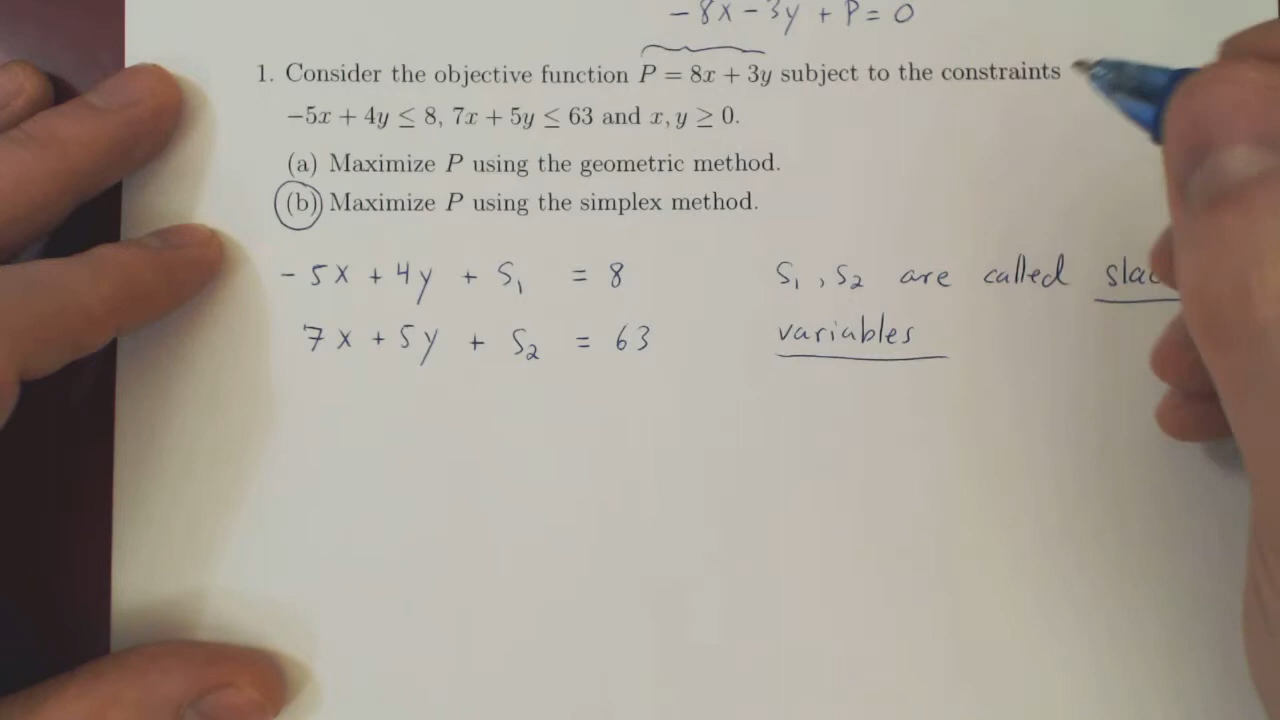 -8x-3y + P = 0
1. Consider the objective function P = 8x + 3y subject to the constraints
−5x + 4y ≤ 8, 7x + 5y ≤ 63 and x, y ≥ 0.
(a) Maximize P using the geometric method.
(b) Maximize P using the simplex method.
-5x + 4y + S₁ = 8
7x + 5y + S₂ = 63
S₁, S₂ are called
variables